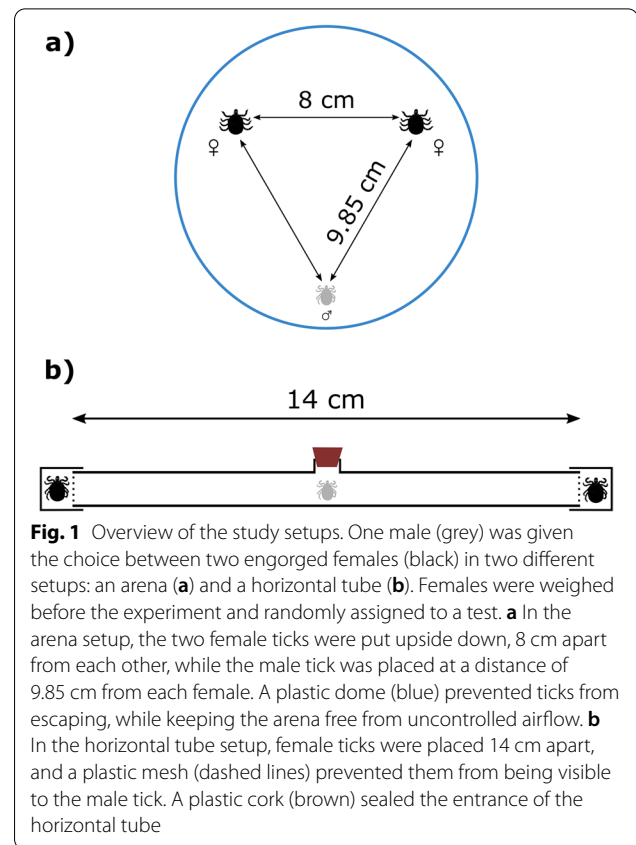 a)
8 cm
♀
♀
9.85 cm
♂
b)
14 cm
Fig. 1 Overview of the study setups. One male (grey) was given
the choice between two engorged females (black) in two different
setups: an arena (a) and a horizontal tube (b). Females were weighed
before the experiment and randomly assigned to a test. a In the
arena setup, the two female ticks were put upside down, 8 cm apart
from each other, while the male tick was placed at a distance of
9.85 cm from each female. A plastic dome (blue) prevented ticks from
escaping, while keeping the arena free from uncontrolled airflow. b
In the horizontal tube setup, female ticks were placed 14 cm apart,
and a plastic mesh (dashed lines) prevented them from being visible
to the male tick. A plastic cork (brown) sealed the entrance of the
horizontal tube